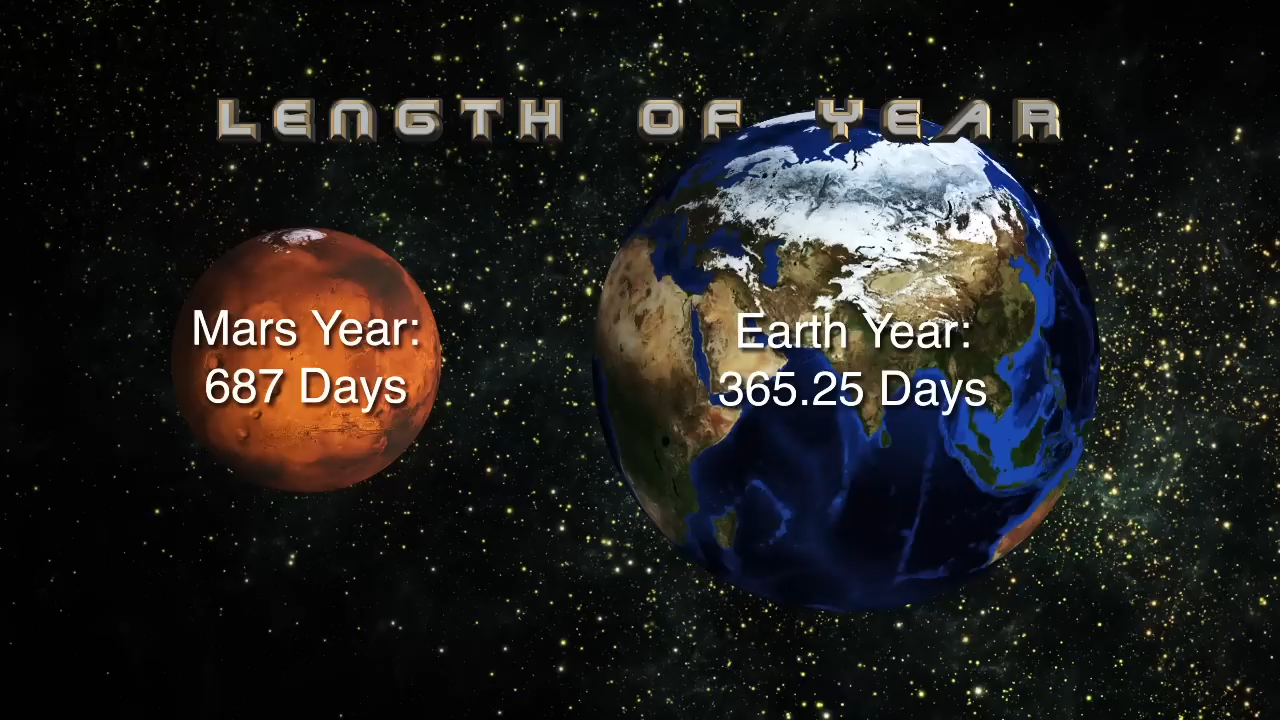 LENGTH OF YEAR
Mars Year:
687 Days
Earth Year:
365.25 Days